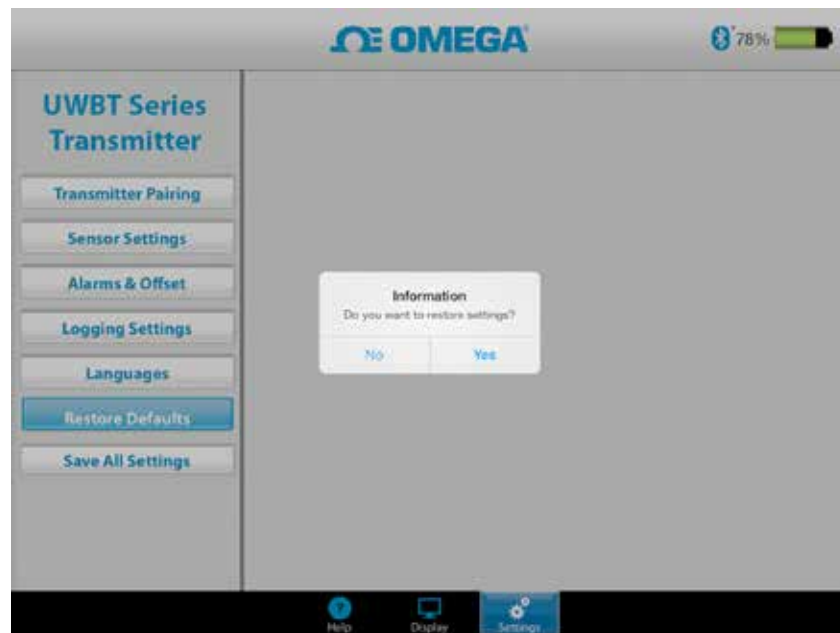 OMEGA
78%
UWBT Series
Transmitter
Transmitter Pairing
Sensor Settings
Alarms & Offset
Logging Settings
Languages
Restore Defaults
Save All Settings
Information
Do you want to restore settings?
No Yes
Help Display Settings